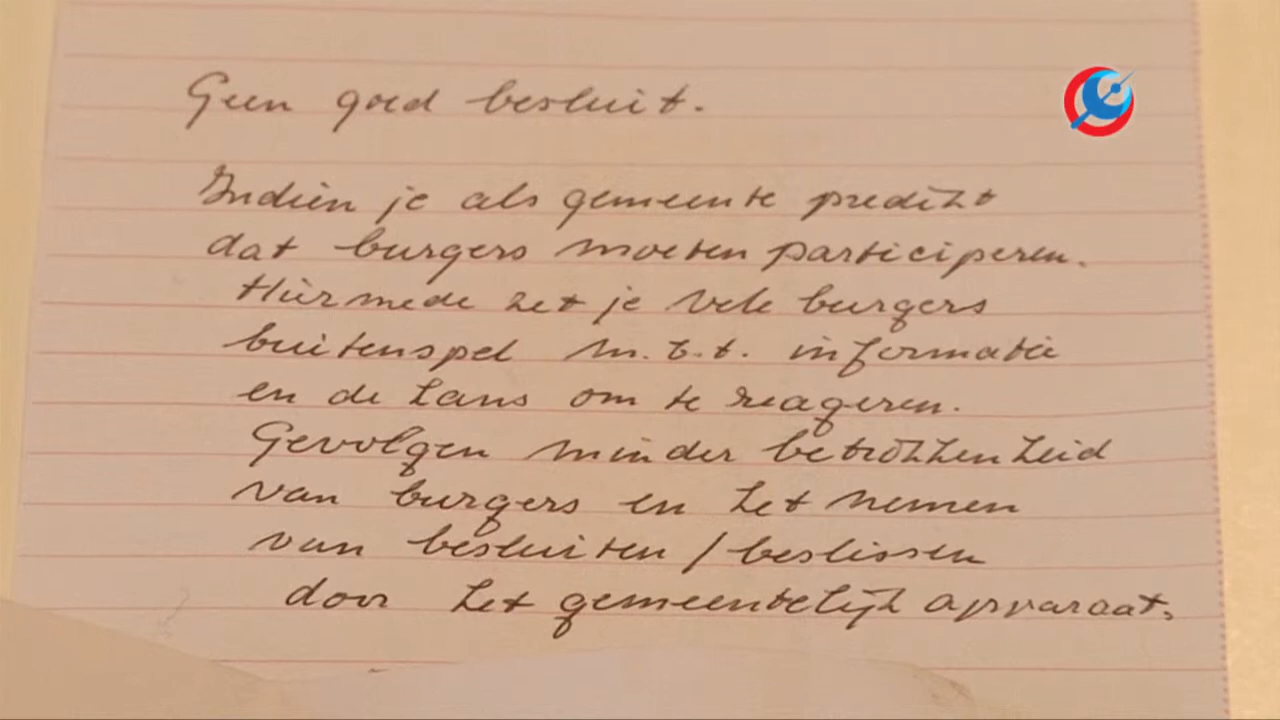 Geen goed besluit.
Indien je als gemeente predikt
dat burgers moeten participeren.
Hiermede zet je vele burgers
buitenspel m.b.t. informatie
en de kans om te reageren.
Gevolgen minder betrokkenheid
van burgers en het nemen
van besluiten / beslissen
door het gemeentelijk apparaat.